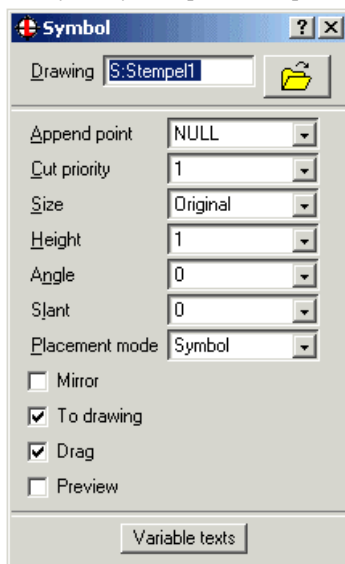 Symbol
Drawing S:Stempel1
Append point NULL
Cut priority 1
Size Original
Height 1
Angle 0
Slant 0
Placement mode Symbol
Mirror
To drawing
Drag
Preview
Variable texts